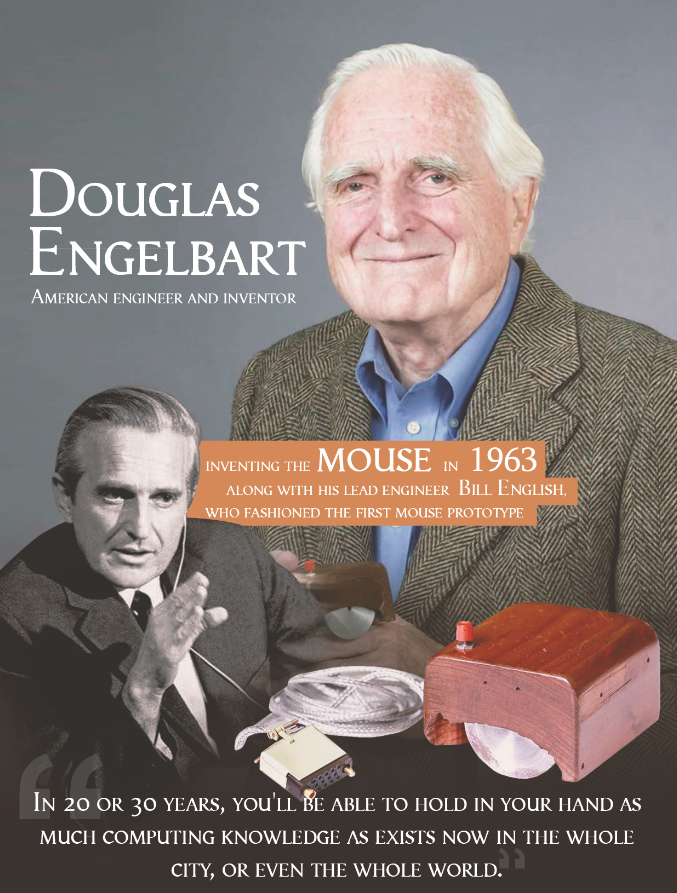 Douglas
Engelbart
American engineer and inventor
inventing the MOUSE in 1963
along with his lead engineer Bill English,
who fashioned the first mouse prototype
“In 20 or 30 years, you'll be able to hold in your hand as
much computing knowledge as exists now in the whole
city, or even the whole world.”